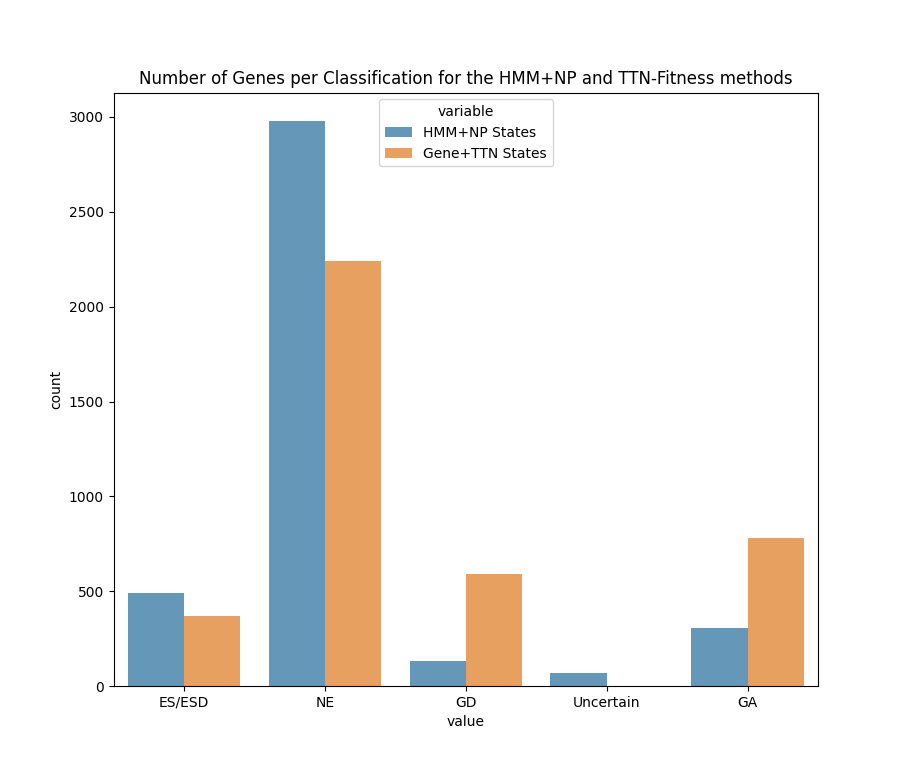 Number of Genes per Classification for the HMM+NP and TTN-Fitness methods
variable
HMM+NP States
Gene+TTN States
count
3000
2500
2000
1500
1000
500
0
ES/ESD
NE
GD
Uncertain
GA
value